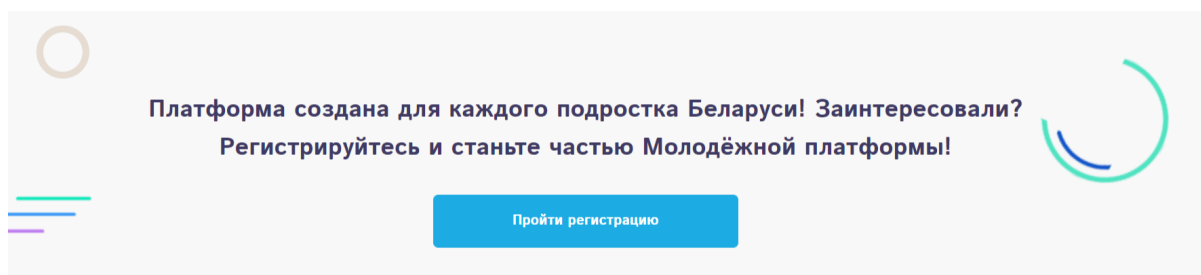 Платформа создана для каждого подростка Беларуси! Заинтересовали?
Регистрируйтесь и станьте частью Молодёжной платформы!
Пройти регистрацию